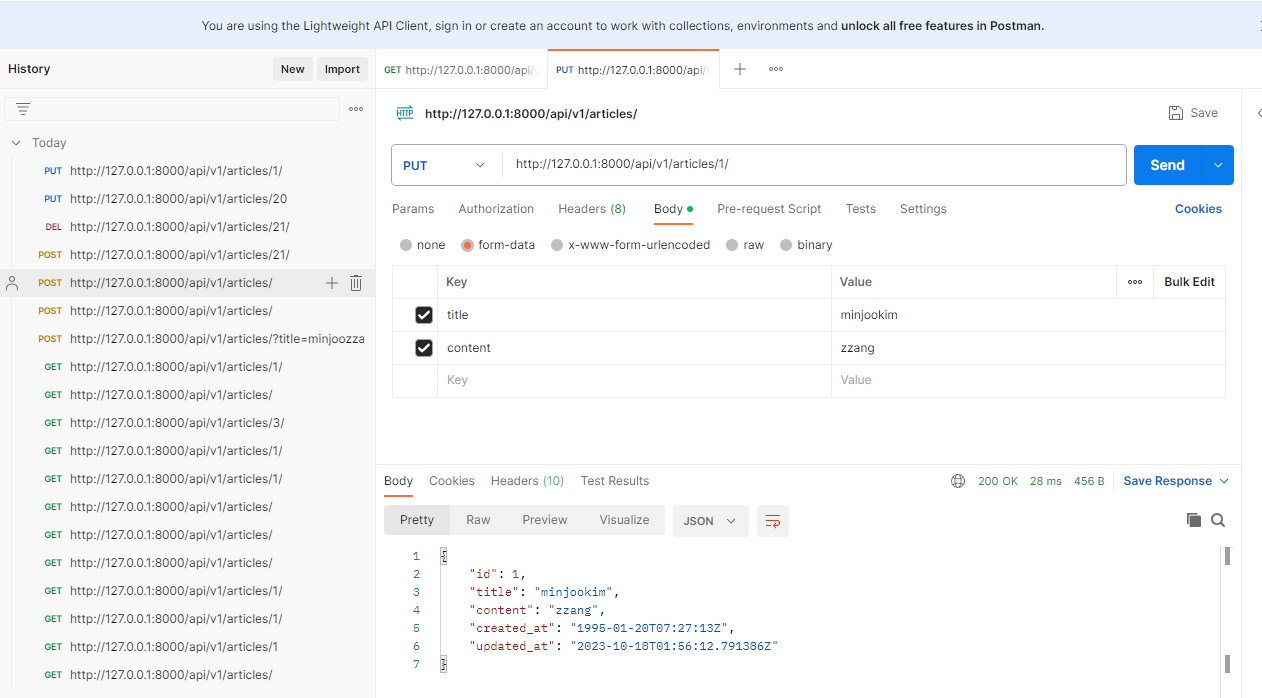 You are using the Lightweight API Client, sign in or create an account to work with collections, environments and unlock all free features in Postman.
History
New
Import
GET http://127.0.0.1:8000/api/v
PUT http://127.0.0.1:8000/api/
Today
PUT http://127.0.0.1:8000/api/v1/articles/1/
PUT http://127.0.0.1:8000/api/v1/articles/20
DEL http://127.0.0.1:8000/api/v1/articles/21/
POST http://127.0.0.1:8000/api/v1/articles/21/
POST http://127.0.0.1:8000/api/v1/articles/
POST http://127.0.0.1:8000/api/v1/articles/
POST http://127.0.0.1:8000/api/v1/articles/?title=minjoozza
GET http://127.0.0.1:8000/api/v1/articles/1/
GET http://127.0.0.1:8000/api/v1/articles/
GET http://127.0.0.1:8000/api/v1/articles/3/
GET http://127.0.0.1:8000/api/v1/articles/1/
GET http://127.0.0.1:8000/api/v1/articles/1/
GET http://127.0.0.1:8000/api/v1/articles/
GET http://127.0.0.1:8000/api/v1/articles/
GET http://127.0.0.1:8000/api/v1/articles/
GET http://127.0.0.1:8000/api/v1/articles/1/
GET http://127.0.0.1:8000/api/v1/articles/1/
GET http://127.0.0.1:8000/api/v1/articles/1
GET http://127.0.0.1:8000/api/v1/articles/
HTTP http://127.0.0.1:8000/api/v1/articles/
Save
PUT http://127.0.0.1:8000/api/v1/articles/1/
Send
Params Authorization Headers (8) Body Pre-request Script Tests Settings Cookies
none form-data x-www-form-urlencoded raw binary
Key Value Bulk Edit
title minjookim
content zzang
Key Value
Body Cookies Headers (10) Test Results 200 OK 28 ms 456 B Save Response
Pretty Raw Preview Visualize JSON
1 {
2 "id": 1,
3 "title": "minjookim",
4 "content": "zzang",
5 "created_at": "1995-01-20T07:27:13Z",
6 "updated_at": "2023-10-18T01:56:12.791386Z"
7 }